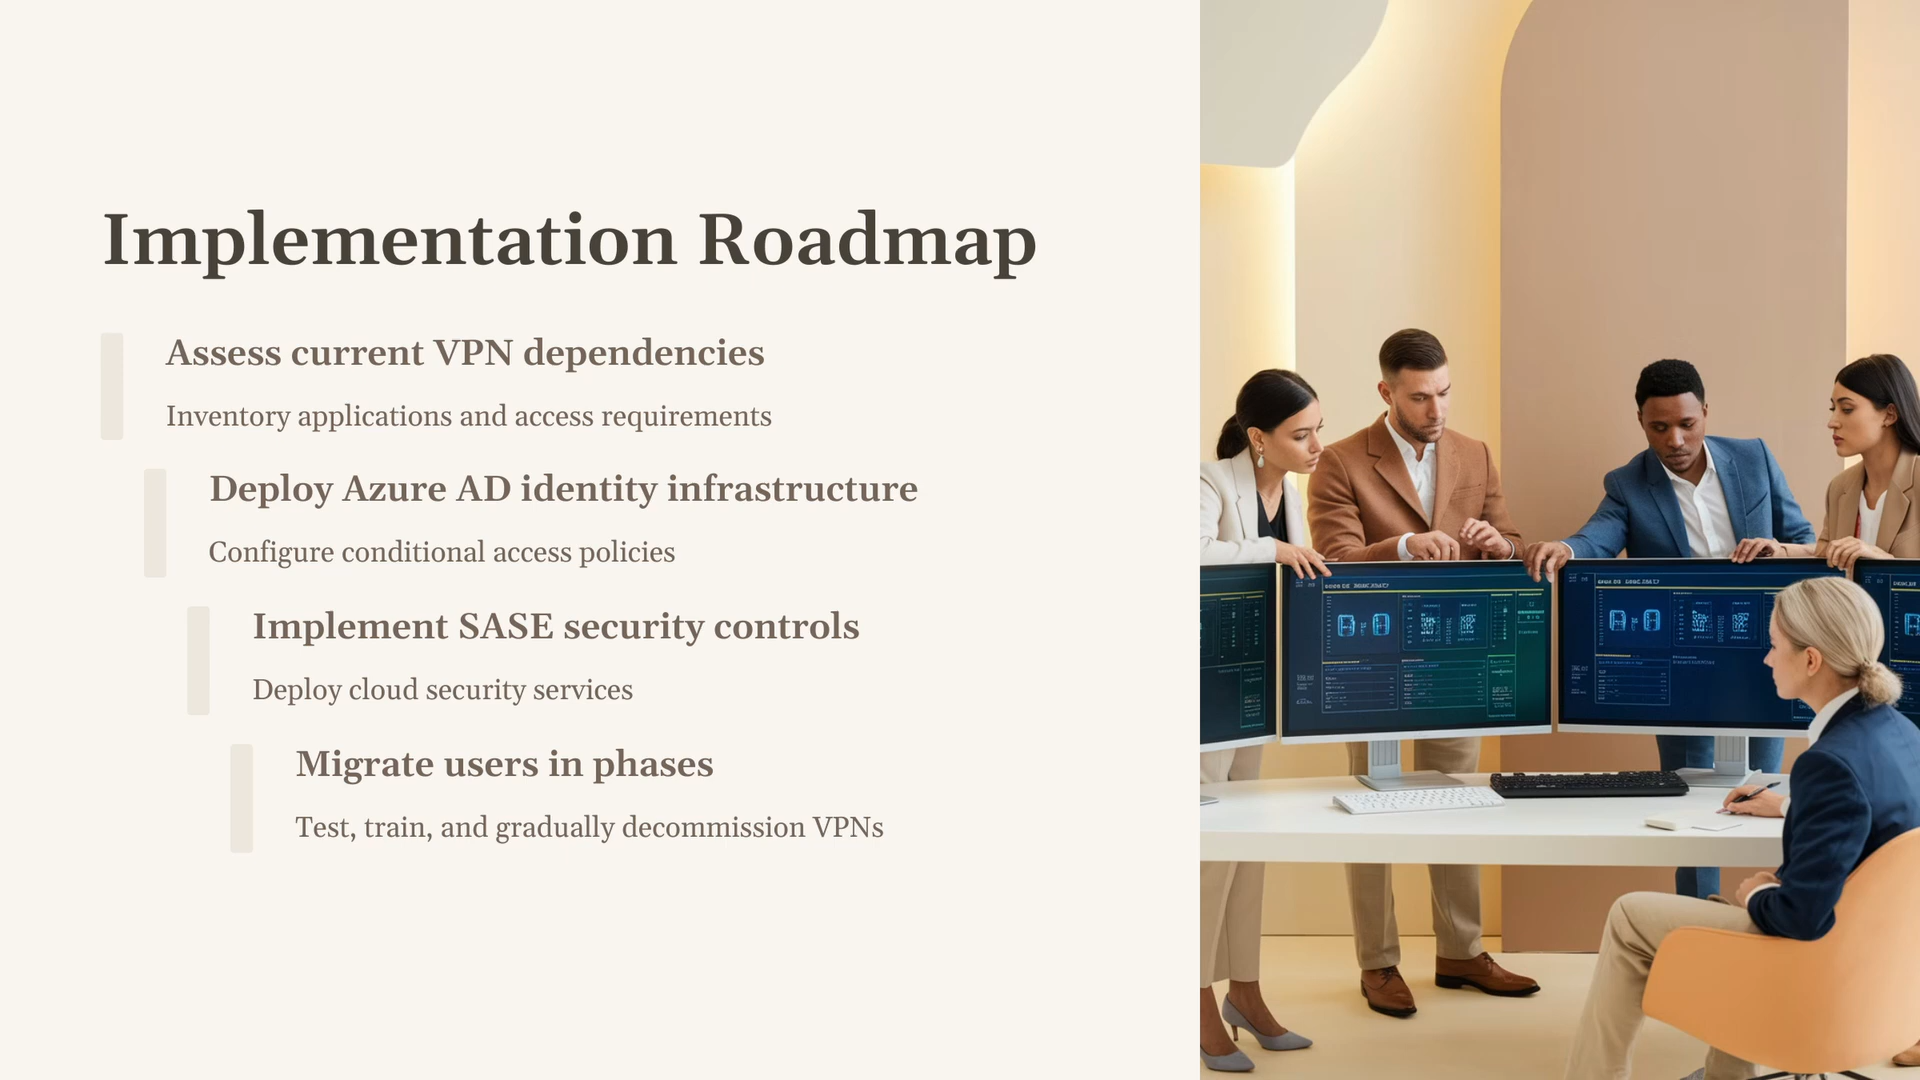 Implementation Roadmap
Assess current VPN dependencies
Inventory applications and access requirements
Deploy Azure AD identity infrastructure
Configure conditional access policies
Implement SASE security controls
Deploy cloud security services
Migrate users in phases
Test, train, and gradually decommission VPNs